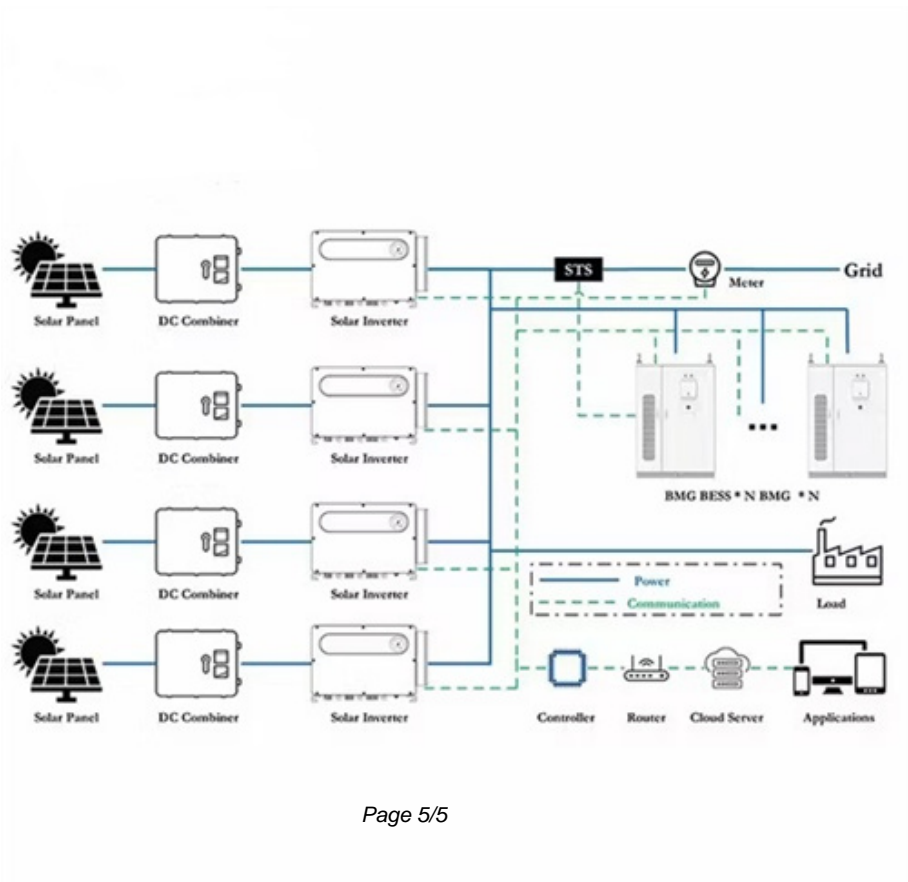 STS
Grid
Meter
Solar Panel
DC Combiner
Solar Inverter
Solar Panel
DC Combiner
Solar Inverter
BMG BESS * N BMG * N
Solar Panel
DC Combiner
Solar Inverter
Power
Communication
Load
Solar Panel
DC Combiner
Solar Inverter
Controller
Router
Cloud Server
Applications
Page 5/5